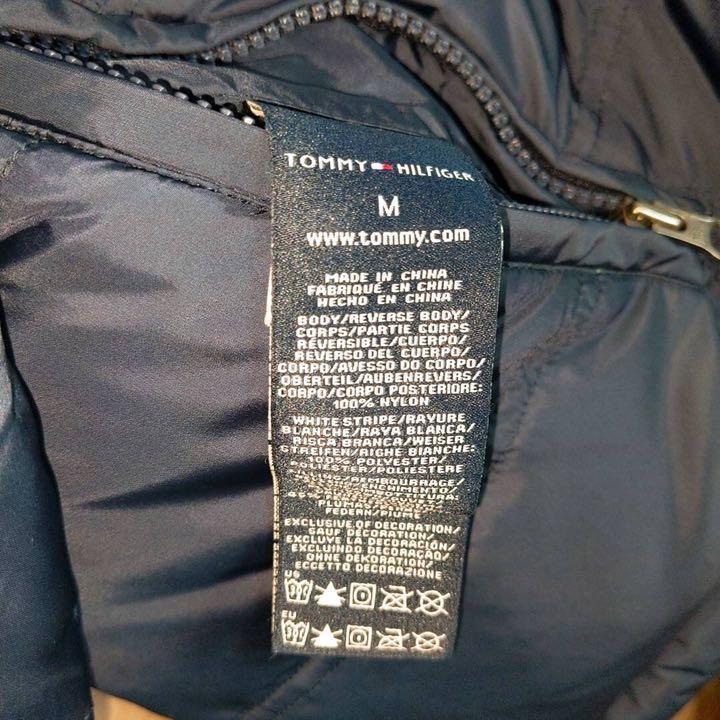 TOMMY HILFIGER
M
www.tommy.com
MADE IN CHINA
FABRIQUÉ EN CHINE
HECHO EN CHINA
BODY/REVERSE BODY/
CORPS/PARTIE CORPS
RÉVERSIBLE/CUERPO/
REVERSO DEL CUERPO/
CORPO/AVESSO DO CORPO/
OBERTEIL/AUBENREVERS/
CORPO/CORPO POSTERIORE:
100% NYLON
WHITE STRIPE/RAYURE
BLANCHE/RAYA BLANCA/
RISCA BRANCA/WEISER
STREIFEN/RIGHE BIANCHE:
100% POLYESTER/
POLYESTER/POLIESTERE
/REMBOURRAGE/
EXCLUSIVE OF DECORATION/
SAUF DÉCORATION/
EXCLUYE LA DECORACIÓN/
EXCLUINDO DECORAÇÃO/
OHNE DEKORATION/
ECCETTO DECORAZIONE
US
EU